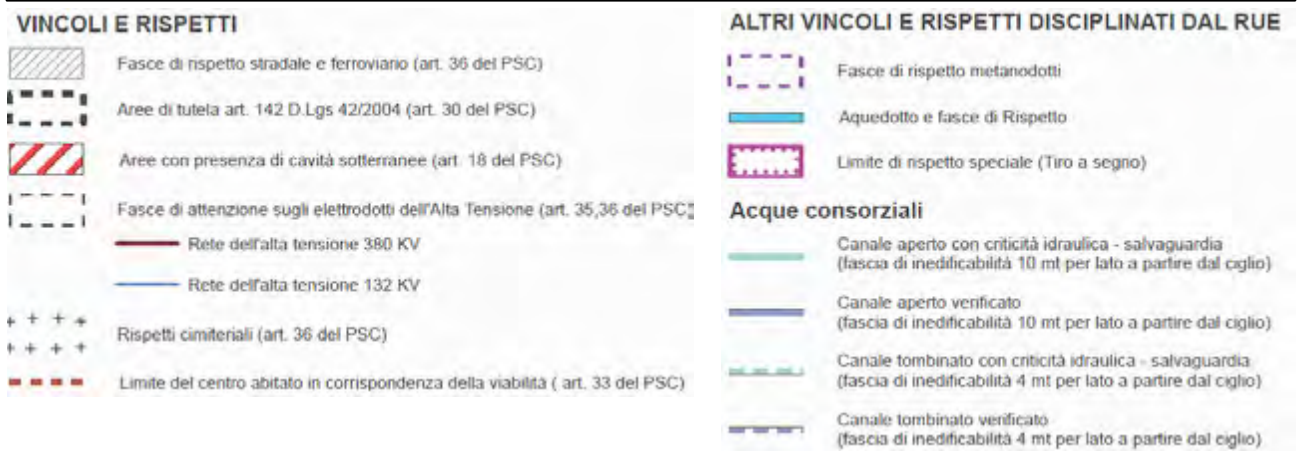 VINCOLI E RISPETTI
Fasce di rispetto stradale e ferroviario (art. 36 del PSC)
Aree di tutela art. 142 D.Lgs 42/2004 (art. 30 del PSC)
Aree con presenza di cavità sotterranee (art. 18 del PSC)
Fasce di attenzione sugli elettrodotti dell'Alta Tensione (art. 35,36 del PSC
Rete dell'alta tensione 380 KV
Rete dell'alta tensione 132 KV
Rispetti cimiteriali (art. 36 del PSC)
Limite del centro abitato in corrispondenza della viabilità ( art. 33 del PSC)
ALTRI VINCOLI E RISPETTI DISCIPLINATI DAL RUE
Fasce di rispetto metanodotti
Aquedotto e fasce di Rispetto
Limite di rispetto speciale (Tiro a segno)
Acque consorziali
Canale aperto con criticità idraulica - salvaguardia
(fascia di inedificabilità 10 mt per lato a partire dal ciglio)
Canale aperto verificato
(fascia di inedificabilità 10 mt per lato a partire dal ciglio)
Canale tombinato con criticità idraulica - salvaguardia
(fascia di inedificabilità 4 mt per lato a partire dal ciglio)
Canale tombinato verificato
(fascia di inedificabilità 4 mt per lato a partire dal ciglio)